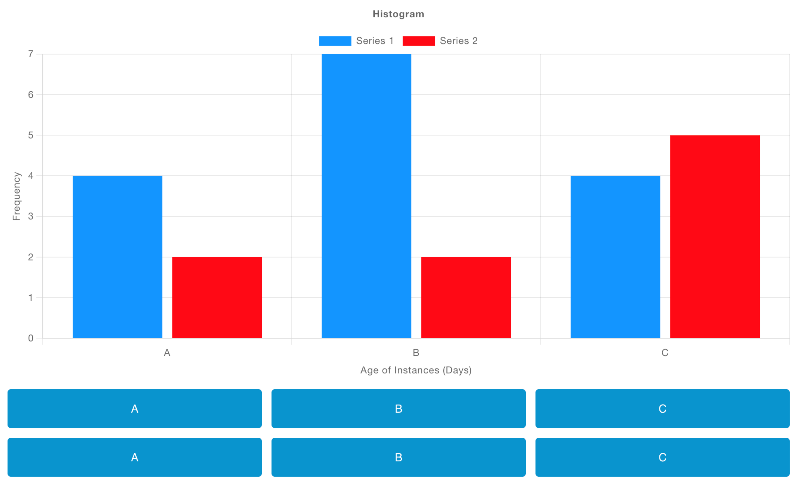 Histogram
Series 1 Series 2
7
6
5
4
3
2
1
0
Frequency
A B C
Age of Instances (Days)
A B C
A B C